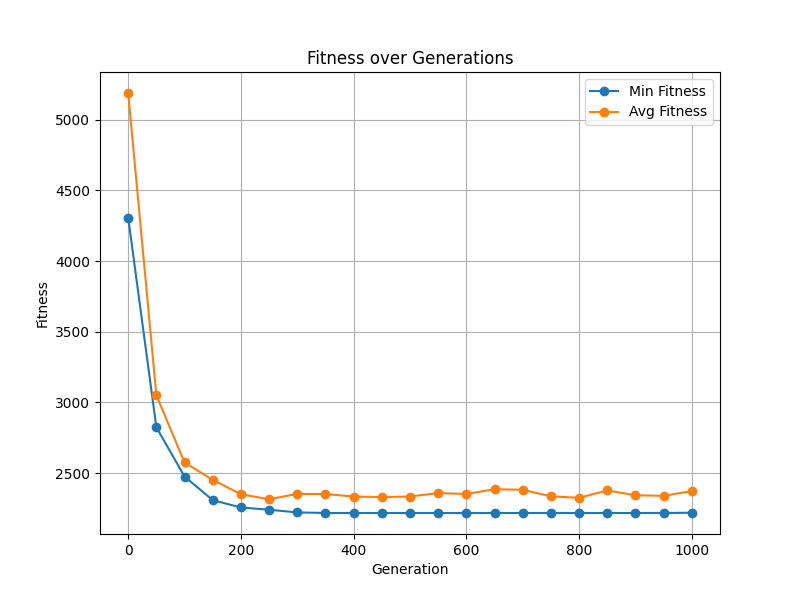 Fitness over Generations
Min Fitness
Avg Fitness
5000
4500
4000
3500
3000
2500
Fitness
0 200 400 600 800 1000
Generation